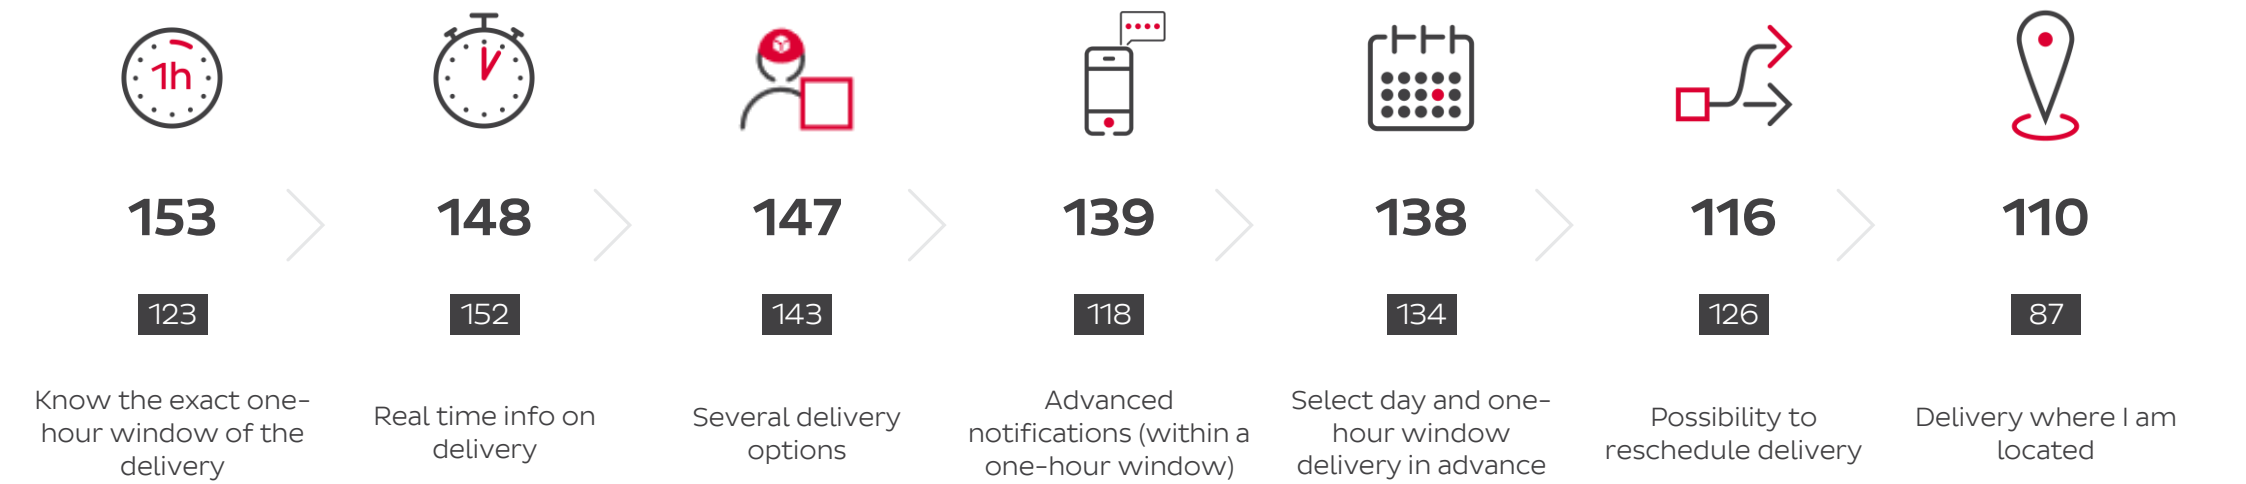 1h
153
148
147
139
138
116
110
123
152
143
118
134
126
87
Know the exact one-
hour window of the
delivery
Real time info on
delivery
Several delivery
options
Advanced
notifications (within a
one-hour window)
Select day and one-
hour window
delivery in advance
Possibility to
reschedule delivery
Delivery where I am
located